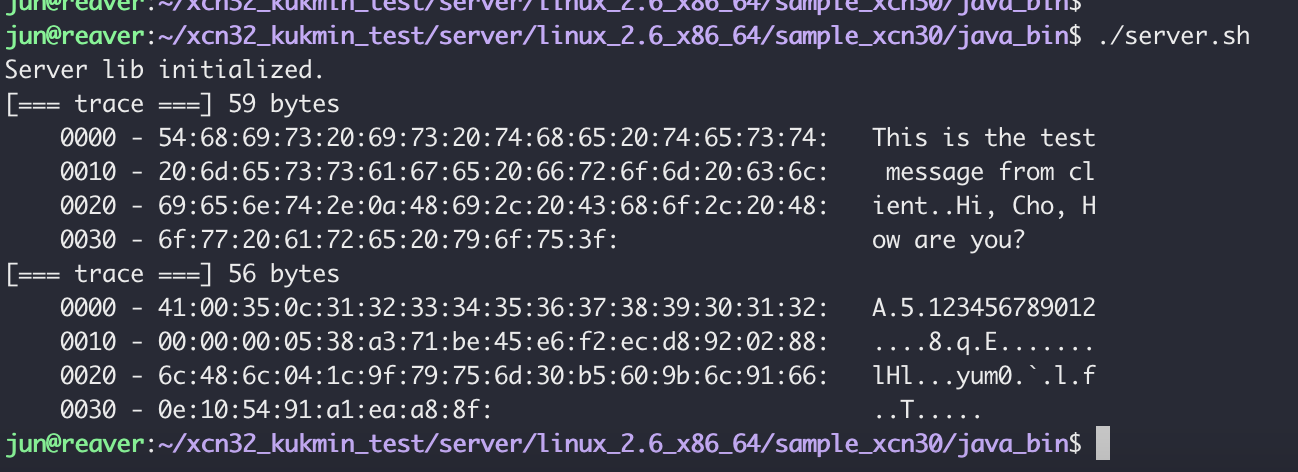 jun@reaver:~/xcn32_kukmin_test/server/linux_2.6_x86_64/sample_xcn30/java_bin$
jun@reaver:~/xcn32_kukmin_test/server/linux_2.6_x86_64/sample_xcn30/java_bin$ ./server.sh
Server lib initialized.
[=== trace ===] 59 bytes
    0000 - 54:68:69:73:20:69:73:20:74:68:65:20:74:65:73:74:   This is the test
    0010 - 20:6d:65:73:73:61:67:65:20:66:72:6f:6d:20:63:6c:    message from cl
    0020 - 69:65:6e:74:2e:0a:48:69:2c:20:43:68:6f:2c:20:48:   ient..Hi, Cho, H
    0030 - 6f:77:20:61:72:65:20:79:6f:75:3f:                  ow are you?
[=== trace ===] 56 bytes
    0000 - 41:00:35:0c:31:32:33:34:35:36:37:38:39:30:31:32:   A.5.123456789012
    0010 - 00:00:00:05:38:a3:71:be:45:e6:f2:ec:d8:92:02:88:   ....8.q.E.......
    0020 - 6c:48:6c:04:1c:9f:79:75:6d:30:b5:60:9b:6c:91:66:   lHl...yum0.`.l.f
    0030 - 0e:10:54:91:a1:ea:a8:8f:                           ..T.....
jun@reaver:~/xcn32_kukmin_test/server/linux_2.6_x86_64/sample_xcn30/java_bin$